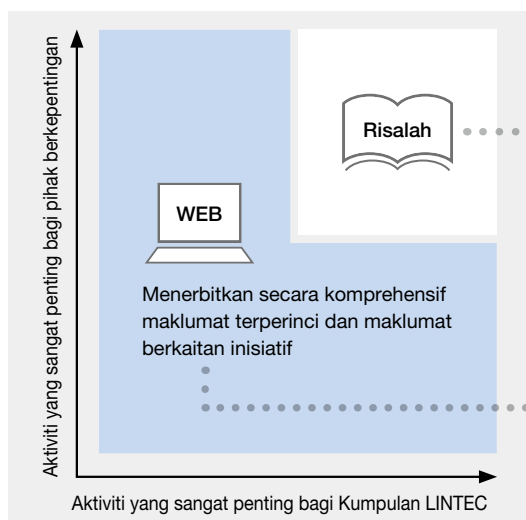 Aktiviti yang sangat penting bagi pihak berkepentingan
Risalah
WEB
Menerbitkan secara komprehensif
maklumat terperinci dan maklumat
berkaitan inisiatif
Aktiviti yang sangat penting bagi Kumpulan LINTEC